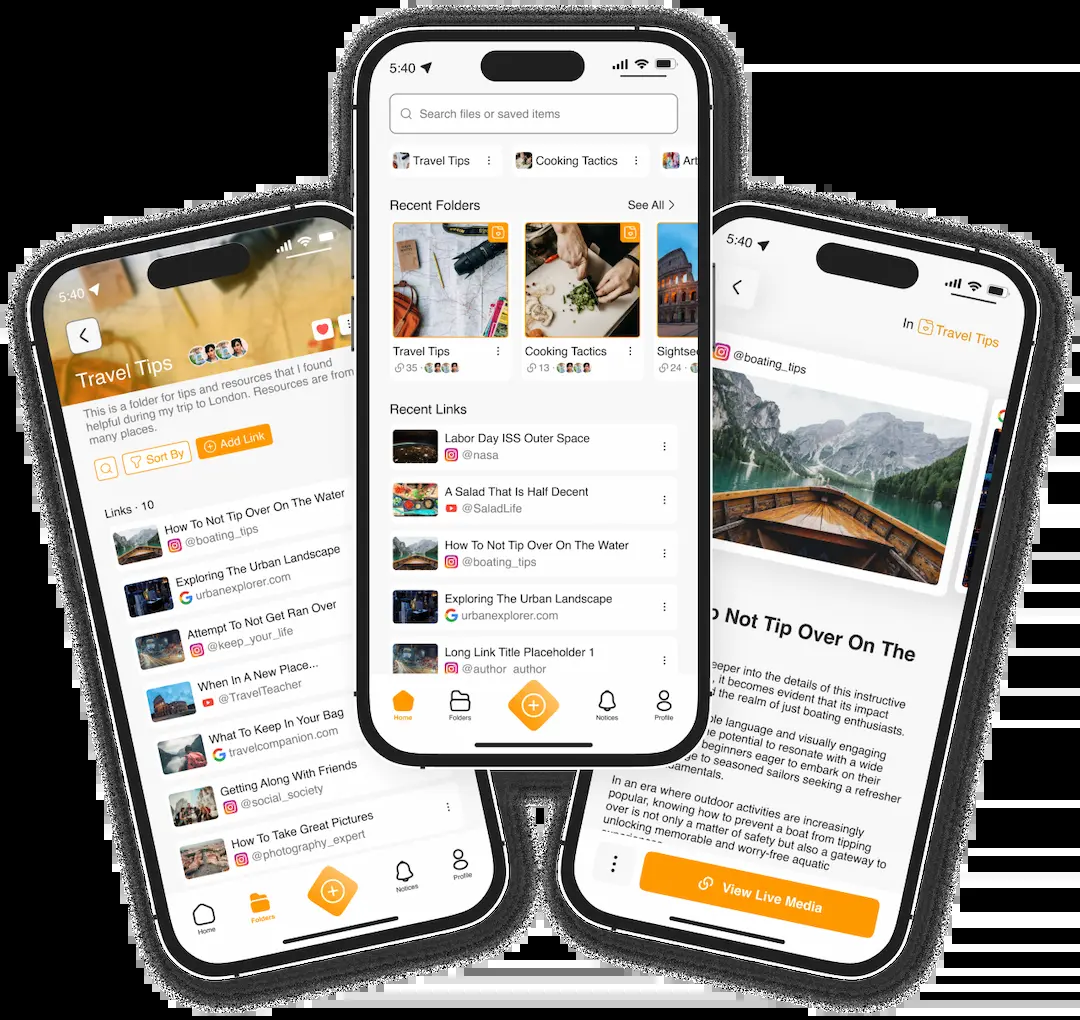 5:40
Search files or saved items
Travel Tips
Cooking Tactics
Art
Recent Folders
See All
Travel Tips
35 ·
Cooking Tactics
13 ·
Sightsee
24 ·
Recent Links
Labor Day ISS Outer Space
@nasa
A Salad That Is Half Decent
@SaladLife
How To Not Tip Over On The Water
@boating_tips
Exploring The Urban Landscape
urbanexplorer.com
Long Link Title Placeholder 1
@author_author
Home
Folders
Notices
Profile
5:40
Travel Tips
This is a folder for tips and resources that I found
helpful during my trip to London. Resources are from
many places.
Sort By
Add Link
Links · 10
How To Not Tip Over On The Water
@boating_tips
Exploring The Urban Landscape
urbanexplorer.com
Attempt To Not Get Ran Over
@keep_your_life
When In A New Place...
@TravelTeacher
What To Keep In Your Bag
travelcompanion.com
Getting Along With Friends
@social_society
How To Take Great Pictures
@photography_expert
Home
Folders
Notices
Profile
5:40
In Travel Tips
@boating_tips
Not Tip Over On The
eeper into the details of this instructive
, it becomes evident that its impact
d the realm of just boating enthusiasts.
le language and visually engaging
he potential to resonate with a wide
beginners eager to embark on their
ge to seasoned sailors seeking a refresher
damentals.
In an era where outdoor activities are increasingly
popular, knowing how to prevent a boat from tipping
over is not only a matter of safety but also a gateway to
unlocking memorable and worry-free aquatic
View Live Media